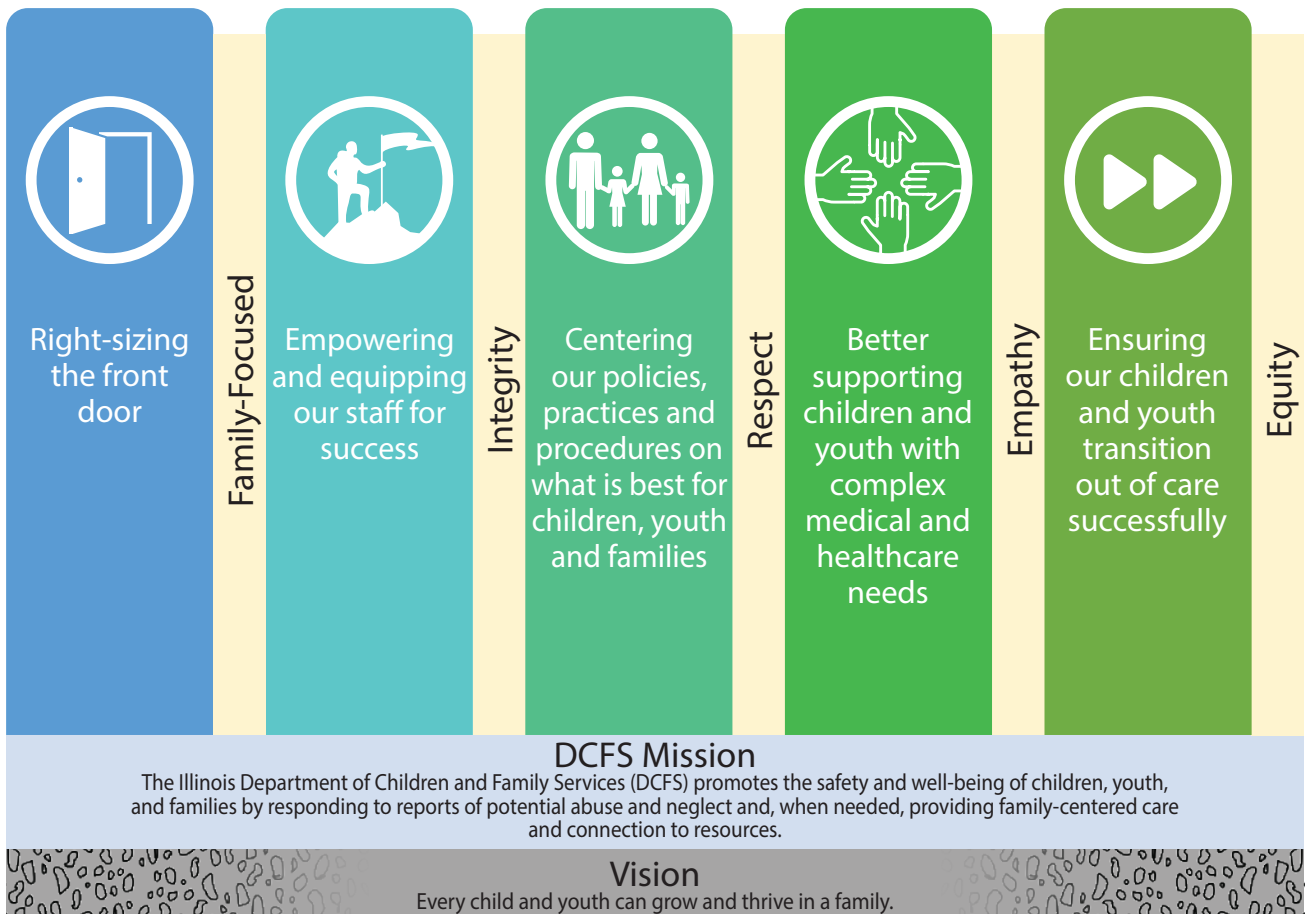 Right-sizing
the front
door
Family-Focused
Empowering
and equipping
our staff for
success
Integrity
Centering
our policies,
practices and
procedures on
what is best for
children, youth
and families
Respect
Better
supporting
children and
youth with
complex
medical and
healthcare
needs
Empathy
Ensuring
our children
and youth
transition
out of care
successfully
Equity
DCFS Mission
The Illinois Department of Children and Family Services (DCFS) promotes the safety and well-being of children, youth,
and families by responding to reports of potential abuse and neglect and, when needed, providing family-centered care
and connection to resources.
Vision
Every child and youth can grow and thrive in a family.